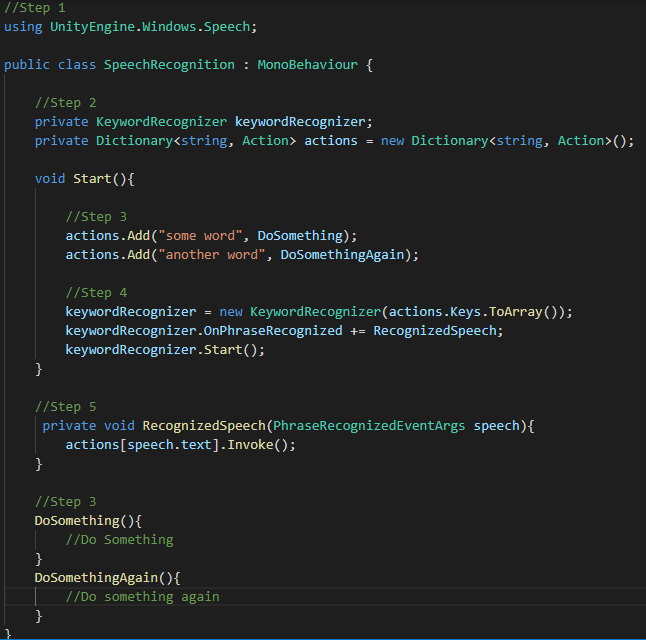 //Step 1
using UnityEngine.Windows.Speech;
public class SpeechRecognition : MonoBehaviour {
//Step 2
private KeywordRecognizer keywordRecognizer;
private Dictionary<string, Action> actions = new Dictionary<string, Action>();
void Start(){
//Step 3
actions.Add("some word", DoSomething);
actions.Add("another word", DoSomethingAgain);
//Step 4
keywordRecognizer = new KeywordRecognizer(actions.Keys.ToArray());
keywordRecognizer.OnPhraseRecognized += RecognizedSpeech;
keywordRecognizer.Start();
}
//Step 5
private void RecognizedSpeech(PhraseRecognizedEventArgs speech){
actions[speech.text].Invoke();
}
//Step 3
DoSomething(){
//Do Something
}
DoSomethingAgain(){
//Do something again
}
}